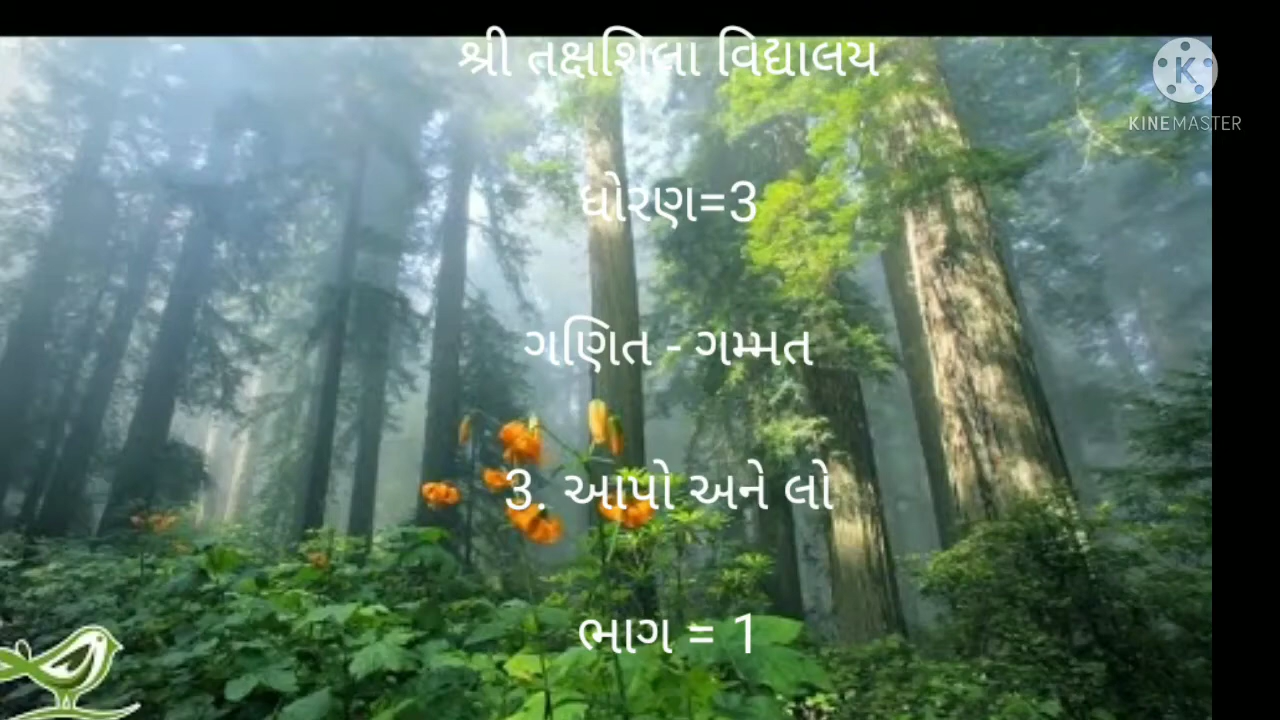 શ્રી તક્ષશિલા વિદ્યાલય
KINEMASTER
ધોરણ=3
ગણિત - ગમ્મત
3. આપો અને લો
ભાગ = 1